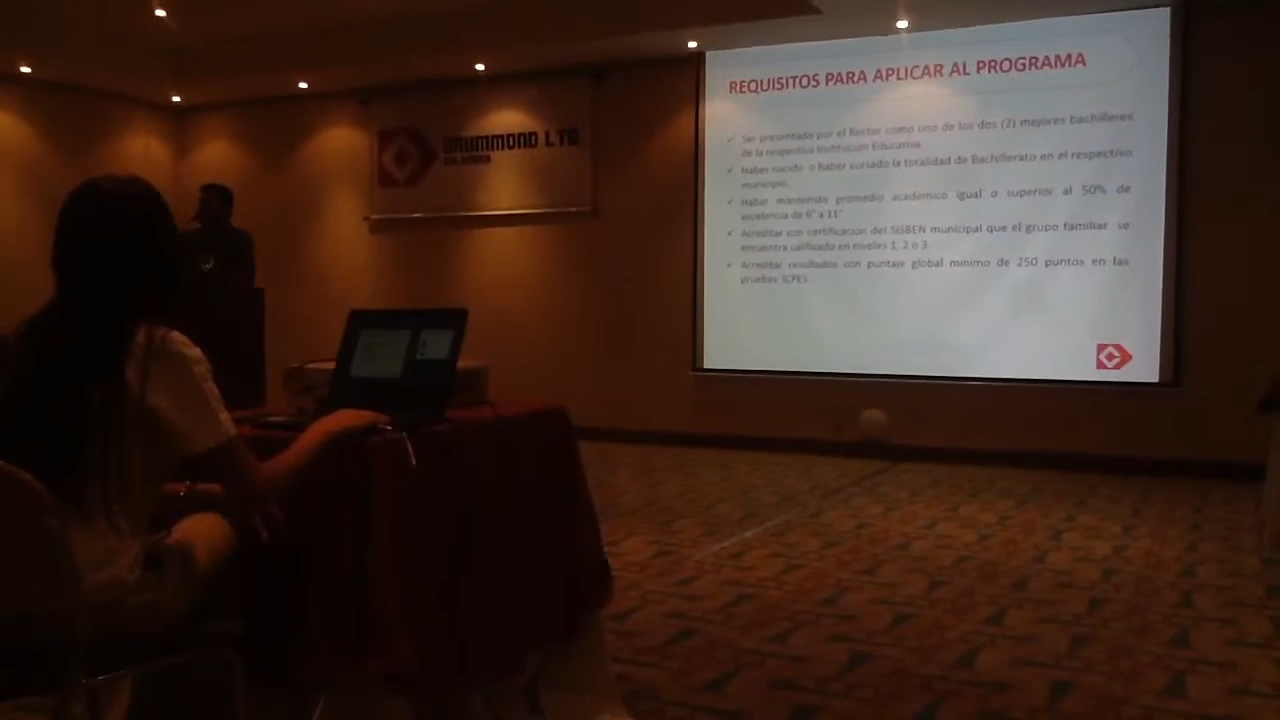 REQUISITOS PARA APLICAR AL PROGRAMA
Ser presentado por el Rector como uno de los dos (2) mejores bachilleres
de la respectiva Institución Educativa
Haber nacido o haber cursado la totalidad de Bachillerato en el respectivo
municipio.
Haber mantenido promedio académico igual o superior al 50% de
excelencia de 6° a 11°
Acreditar con certificación del SISBEN municipal que el grupo familiar se
encuentra calificado en niveles 1, 2 o 3.
Acreditar resultados con puntaje global mínimo de 250 puntos en las
pruebas ICFES
DRUMMOND LTD.
COLOMBIA